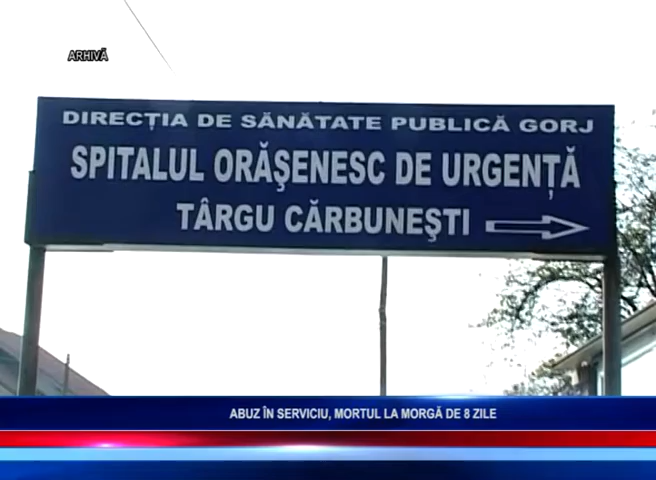 ARHIVĂ
DIRECȚIA DE SĂNĂTATE PUBLICĂ GORJ
SPITALUL ORĂŞENESC DE URGENȚĂ
TÂRGU CĂRBUNEŞTI
ABUZ ÎN SERVICIU, MORTUL LA MORGĂ DE 8 ZILE